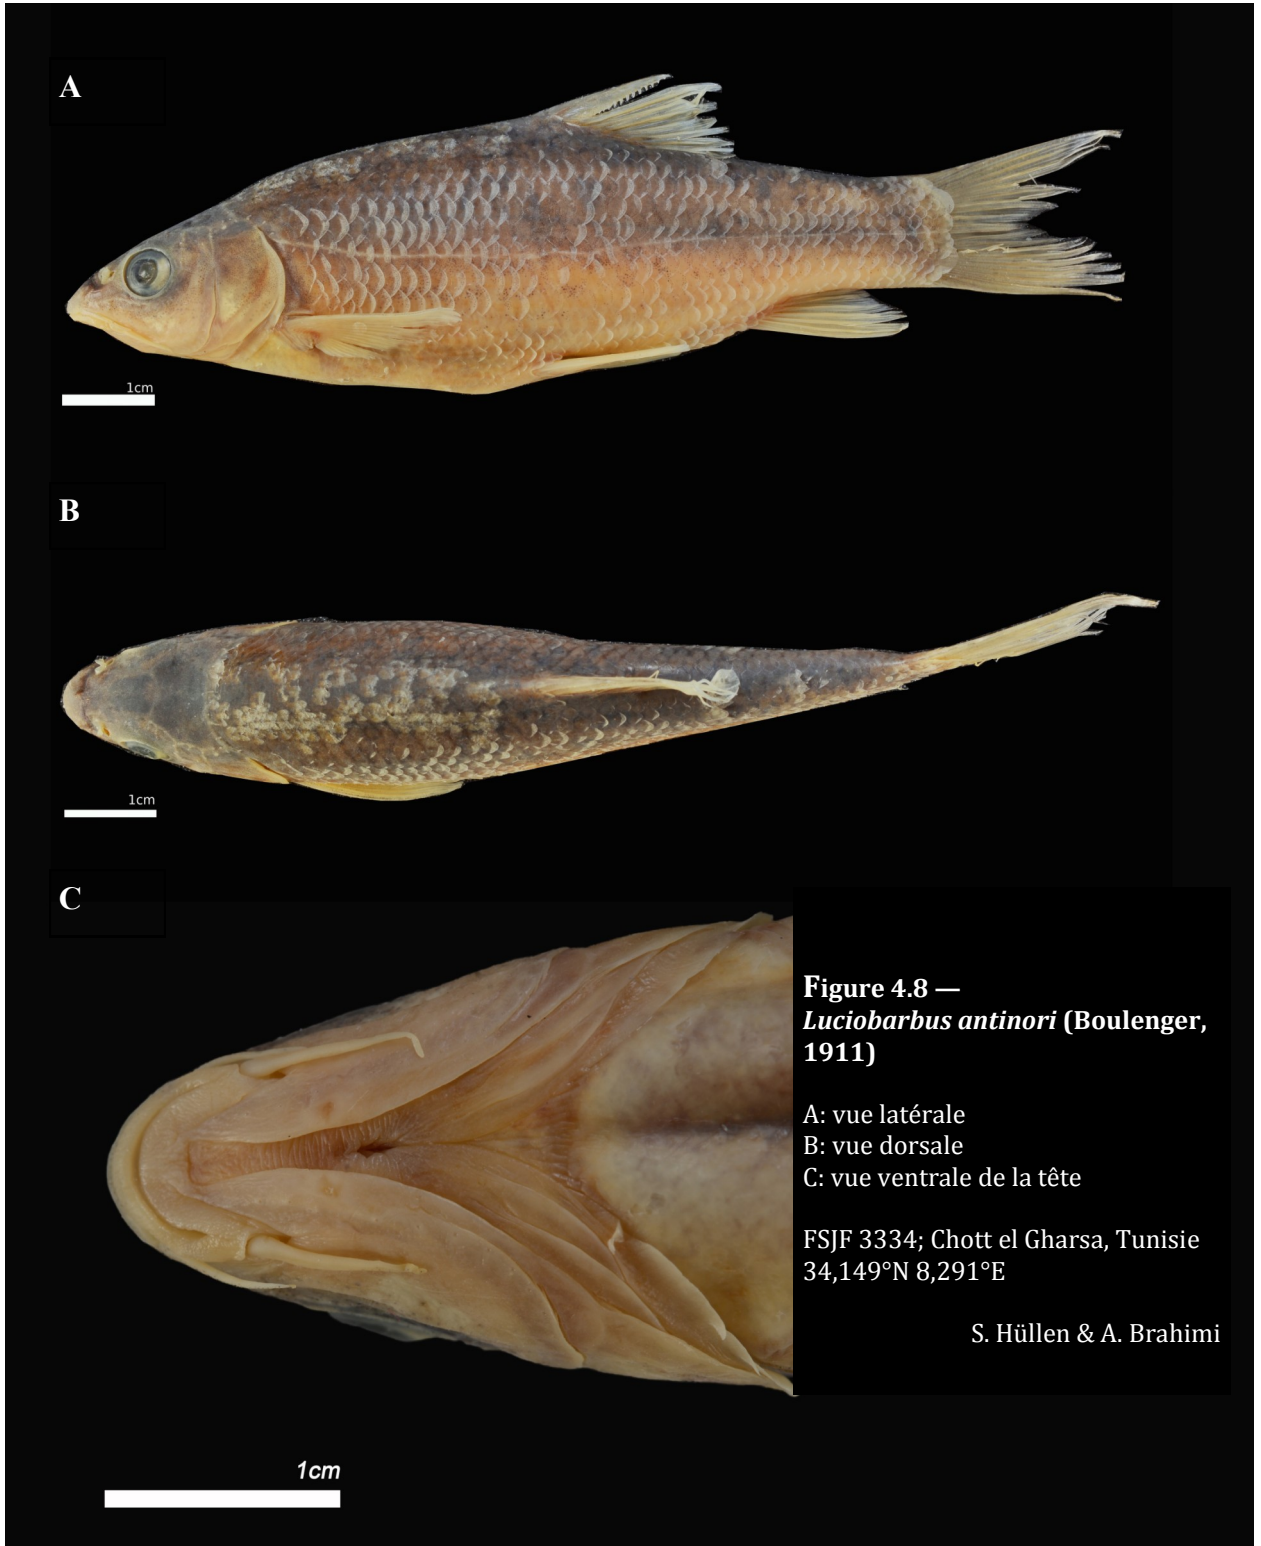 A
1cm
B
1cm
C
Figure 4.8 —
Luciobarbus antinori (Boulenger,
1911)
A: vue latérale
B: vue dorsale
C: vue ventrale de la tête
FSJF 3334; Chott el Gharsa, Tunisie
34,149°N 8,291°E
S. Hüllen & A. Brahimi
1cm